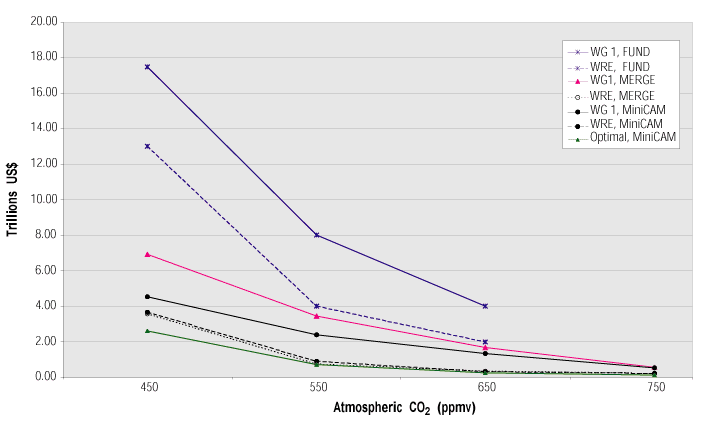 20.00
18.00
16.00
14.00
12.00
10.00
8.00
6.00
4.00
2.00
0.00
Trillions US$
450
550
650
750
Atmospheric CO₂ (ppmv)
WG 1, FUND
WRE, FUND
WG1, MERGE
WRE, MERGE
WG 1, MiniCAM
WRE, MiniCAM
Optimal, MiniCAM